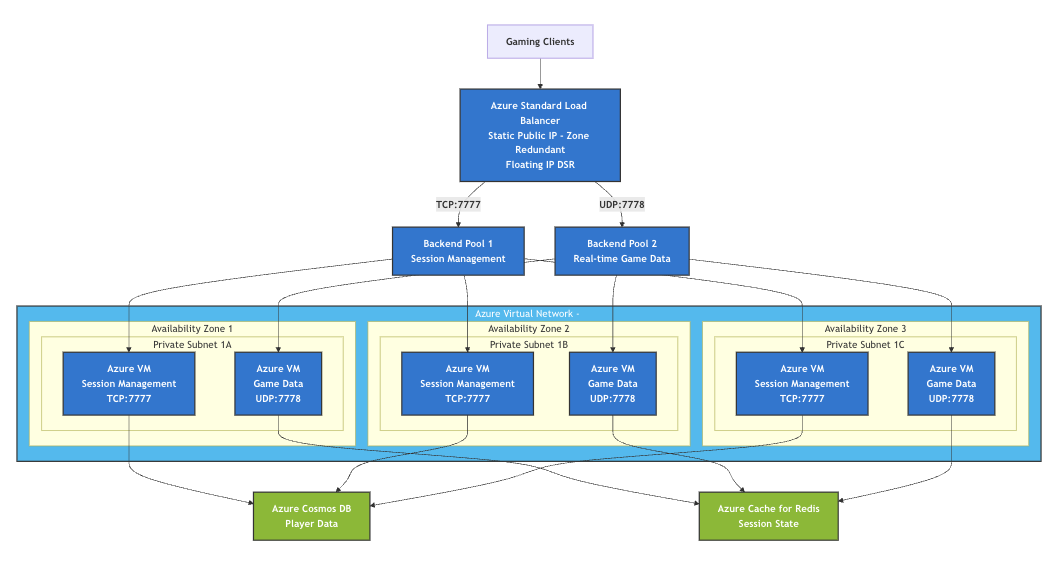 Gaming Clients
Azure Standard Load
Balancer
Static Public IP - Zone
Redundant
Floating IP DSR
TCP:7777
UDP:7778
Backend Pool 1
Session Management
Backend Pool 2
Real-time Game Data
Azure Virtual Network -
Availability Zone 1
Private Subnet 1A
Azure VM
Session Management
TCP:7777
Azure VM
Game Data
UDP:7778
Availability Zone 2
Private Subnet 1B
Azure VM
Session Management
TCP:7777
Azure VM
Game Data
UDP:7778
Availability Zone 3
Private Subnet 1C
Azure VM
Session Management
TCP:7777
Azure VM
Game Data
UDP:7778
Azure Cosmos DB
Player Data
Azure Cache for Redis
Session State